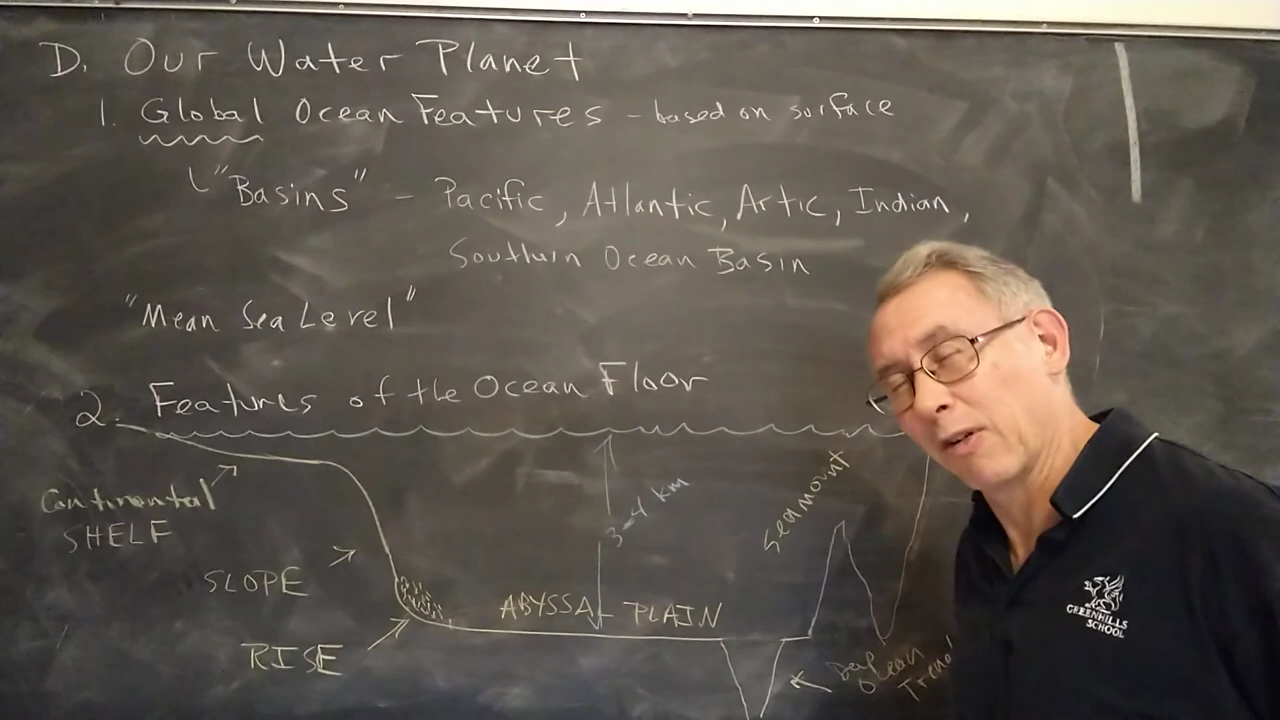 D. Our Water Planet
1. Global Ocean Features - based on surface
"Basins" - Pacific, Atlantic, Artic, Indian,
Southurn Ocean Basin
"Mean Sea Level"
2. Features of the Ocean Floor
Continental
SHELF
SLOPE
RISE
ABYSSAL PLAIN
3-4 km
Seamount
Deep
Ocean
Trench
GREENHILLS
SCHOOL